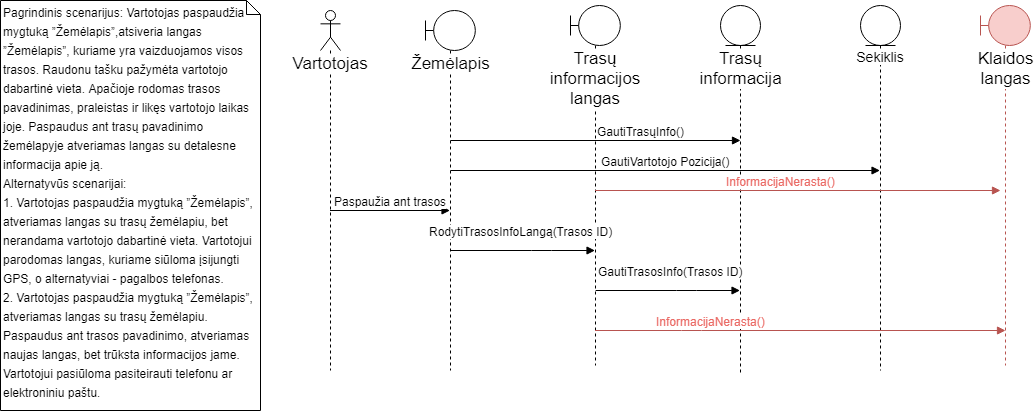 Pagrindinis scenarijus: Vartotojas paspaudžia
mygtuką ”Žemėlapis”,atsiveria langas
”Žemėlapis”, kuriame yra vaizduojamos visos
trasos. Raudonu tašku pažymėta vartotojo
dabartinė vieta. Apačioje rodomas trasos
pavadinimas, praleistas ir likęs vartotojo laikas
joje. Paspaudus ant trasų pavadinimo
žemėlapyje atveriamas langas su detalesne
informacija apie ją.
Alternatyvūs scenarijai:
1. Vartotojas paspaudžia mygtuką ”Žemėlapis”,
atveriamas langas su trasų žemėlapiu, bet
nerandama vartotojo dabartinė vieta. Vartotojui
parodomas langas, kuriame siūloma įsijungti
GPS, o alternatyviai - pagalbos telefonas.
2. Vartotojas paspaudžia mygtuką ”Žemėlapis”,
atveriamas langas su trasų žemėlapiu.
Paspaudus ant trasos pavadinimo, atveriamas
naujas langas, bet trūksta informacijos jame.
Vartotojui pasiūloma pasiteirauti telefonu ar
elektroniniu paštu.
Vartotojas
Žemėlapis
Trasų
informacijos
langas
Trasų
informacija
Sekiklis
Klaidos
langas
GautiTrasųInfo()
GautiVartotojo Pozicija()
InformacijaNerasta()
Paspaužia ant trasos
RodytiTrasosInfoLangą(Trasos ID)
GautiTrasosInfo(Trasos ID)
InformacijaNerasta()